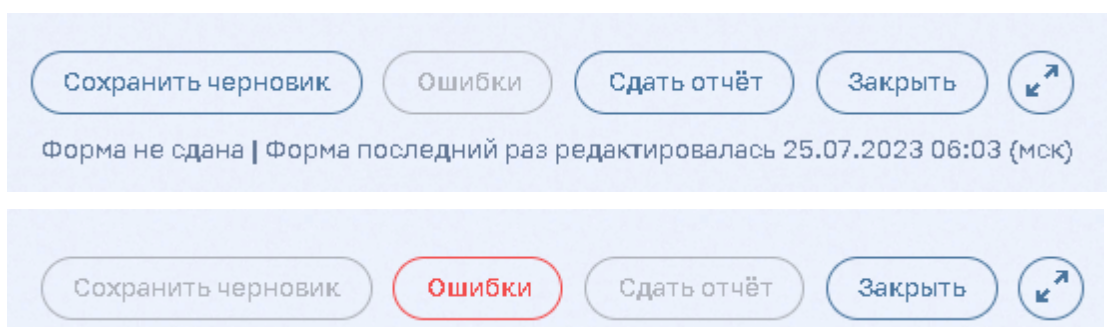 Сохранить черновик Ошибки Сдать отчёт Закрыть
Форма не сдана | Форма последний раз редактировалась 25.07.2023 06:03 (мск)
Сохранить черновик Ошибки Сдать отчёт Закрыть